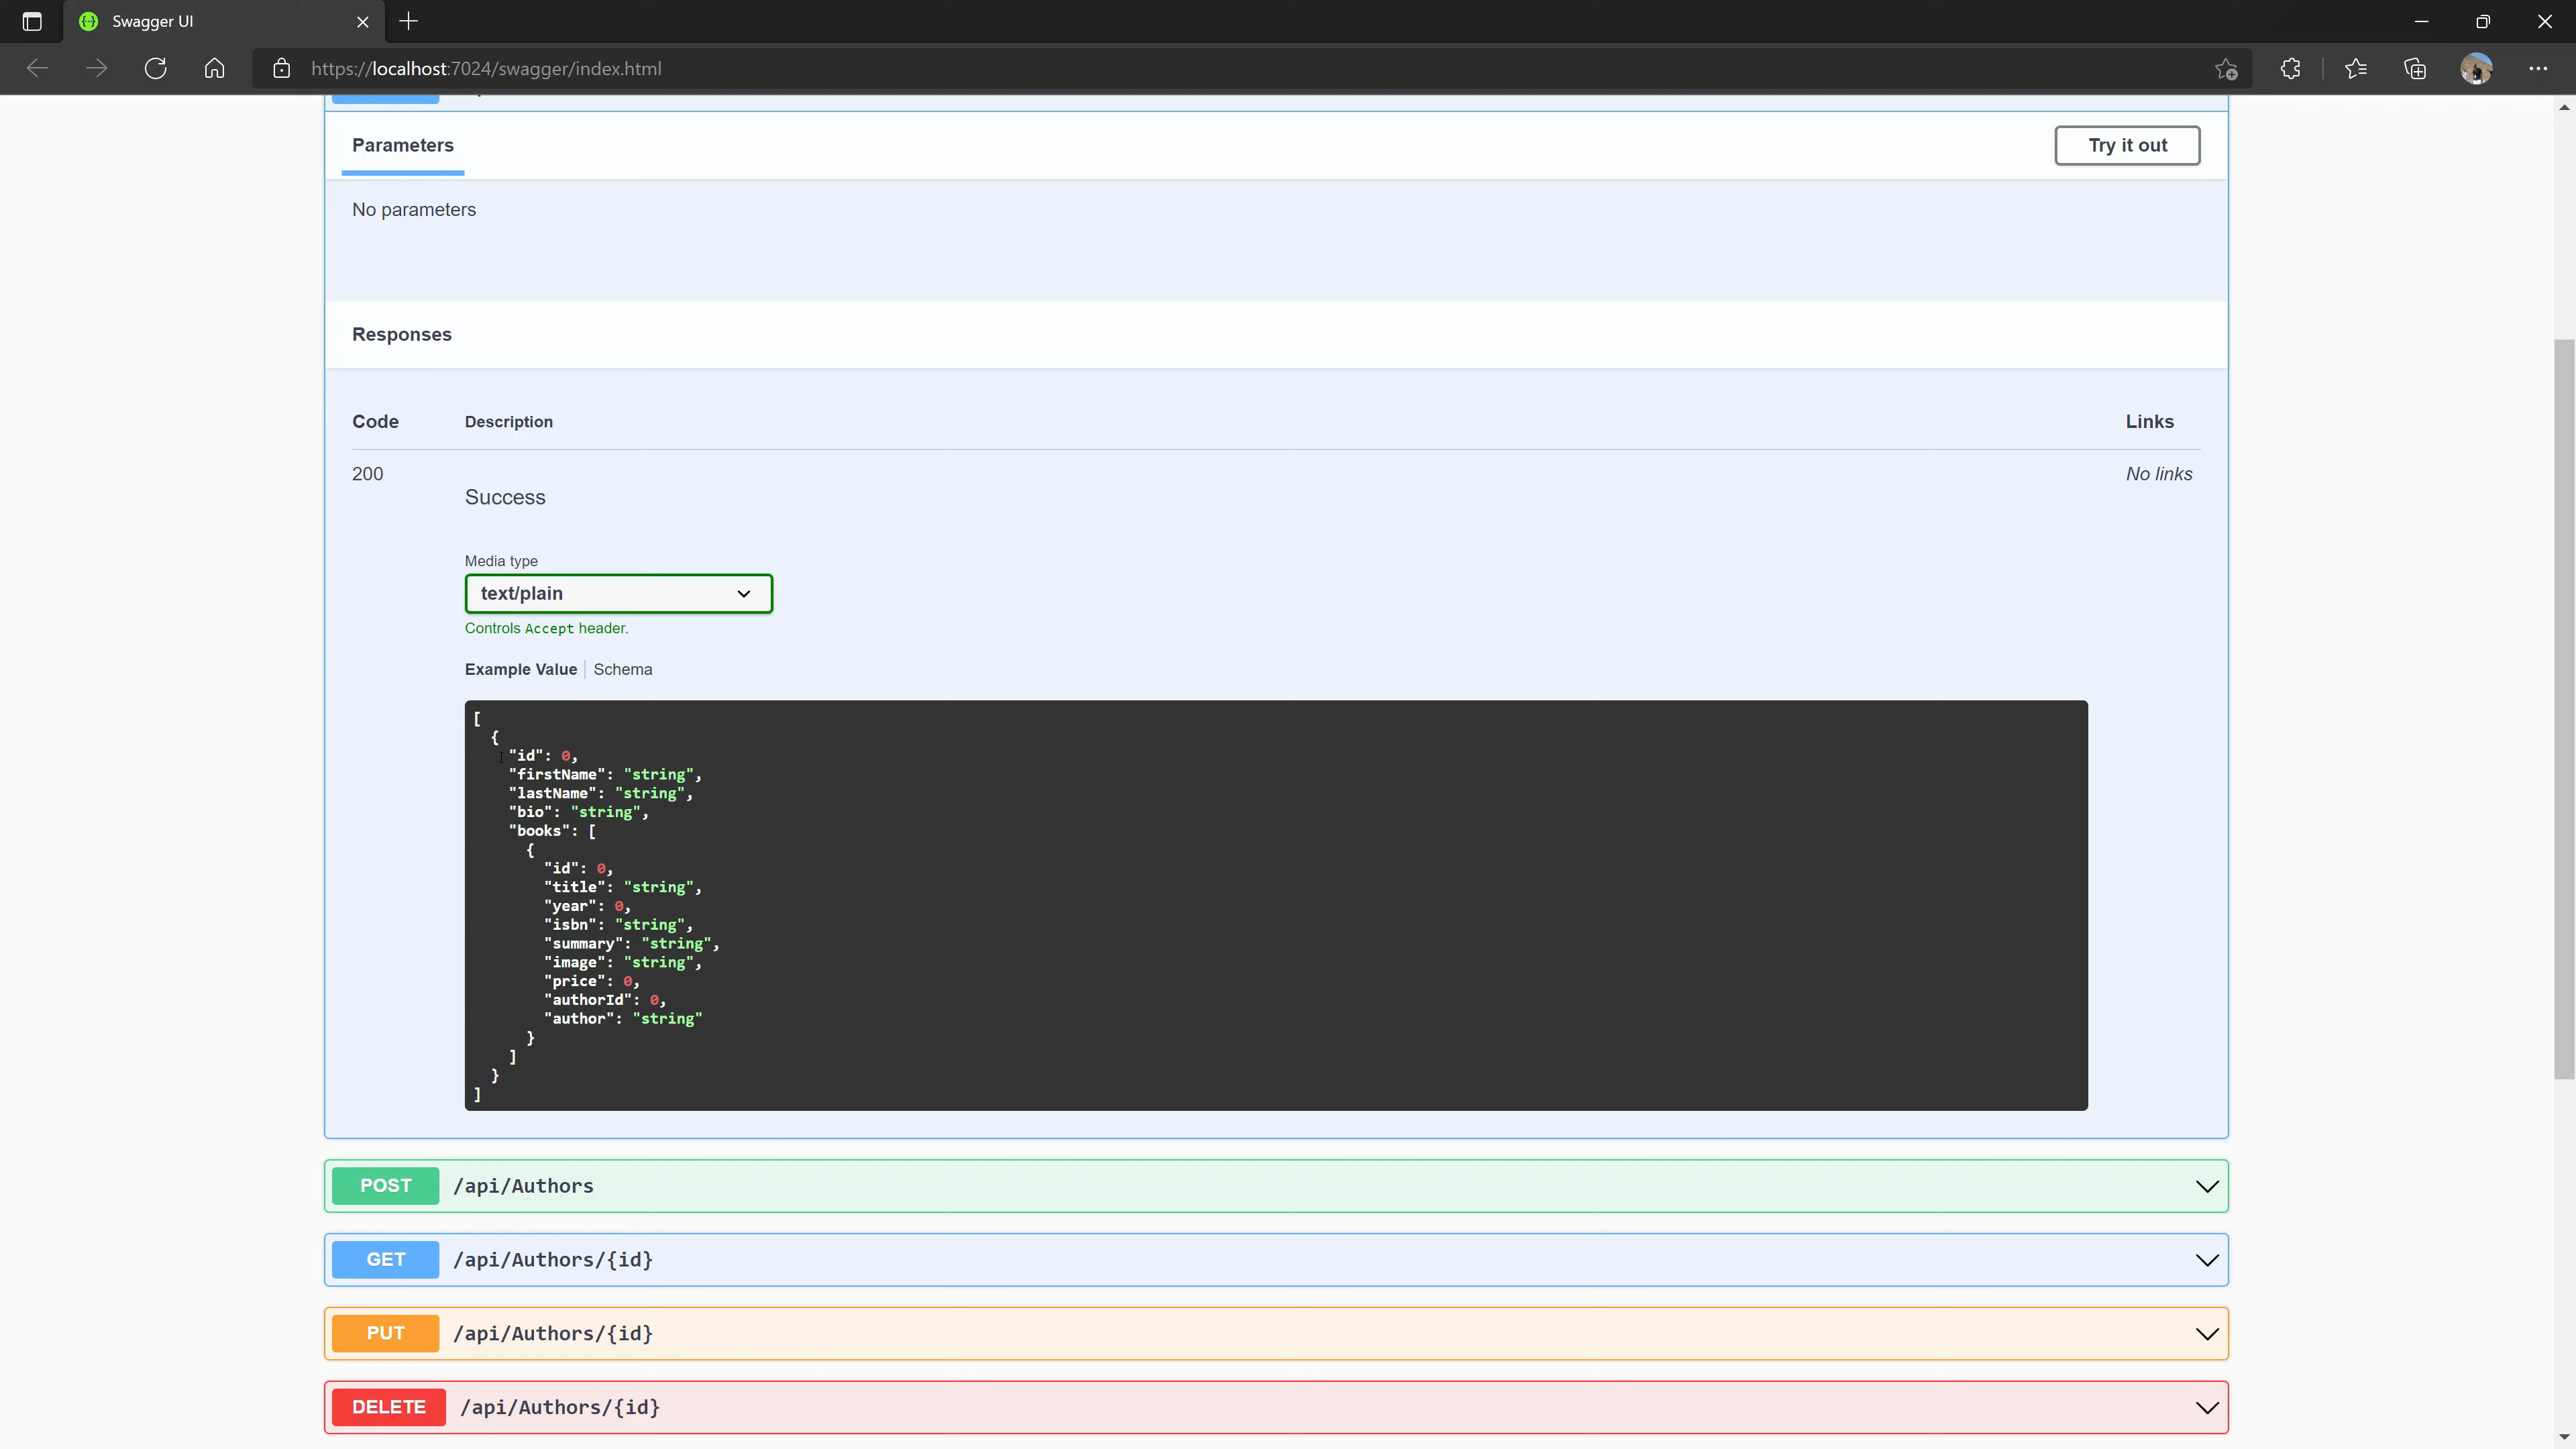 Swagger UI
https://localhost:7024/swagger/index.html
Parameters
Try it out
No parameters
Responses
Code Description Links
200 No links
Success
Media type
text/plain
Controls Accept header.
Example Value Schema
[
{
"id": 0,
"firstName": "string",
"lastName": "string",
"bio": "string",
"books": [
{
"id": 0,
"title": "string",
"year": 0,
"isbn": "string",
"summary": "string",
"image": "string",
"price": 0,
"authorId": 0,
"author": "string"
}
]
}
]
POST /api/Authors
GET /api/Authors/{id}
PUT /api/Authors/{id}
DELETE /api/Authors/{id}